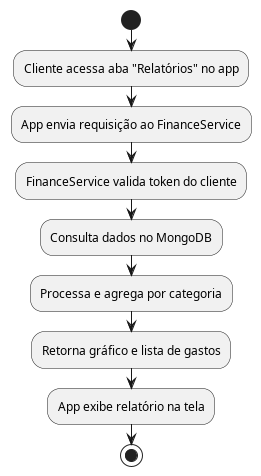 Cliente acessa aba "Relatórios" no app
App envia requisição ao FinanceService
FinanceService valida token do cliente
Consulta dados no MongoDB
Processa e agrega por categoria
Retorna gráfico e lista de gastos
App exibe relatório na tela